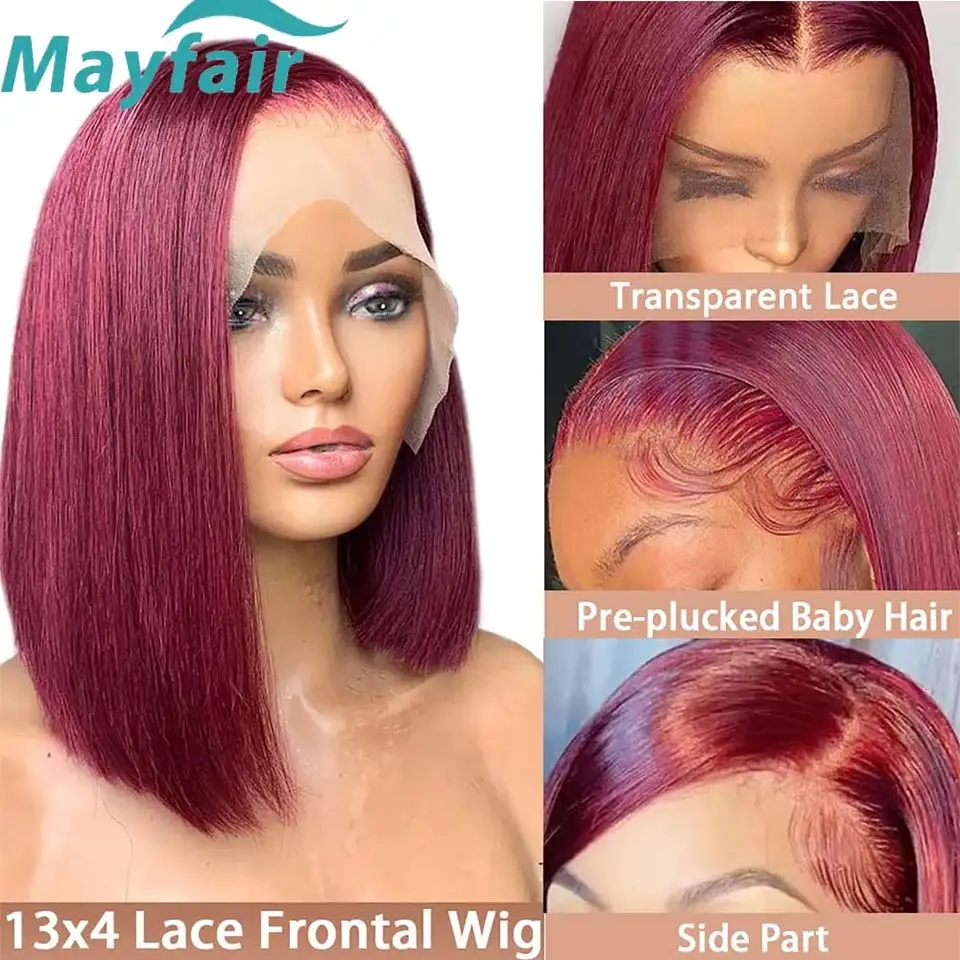 Mayfair
Transparent Lace
Pre-plucked Baby Hair
13x4 Lace Frontal Wig
Side Part